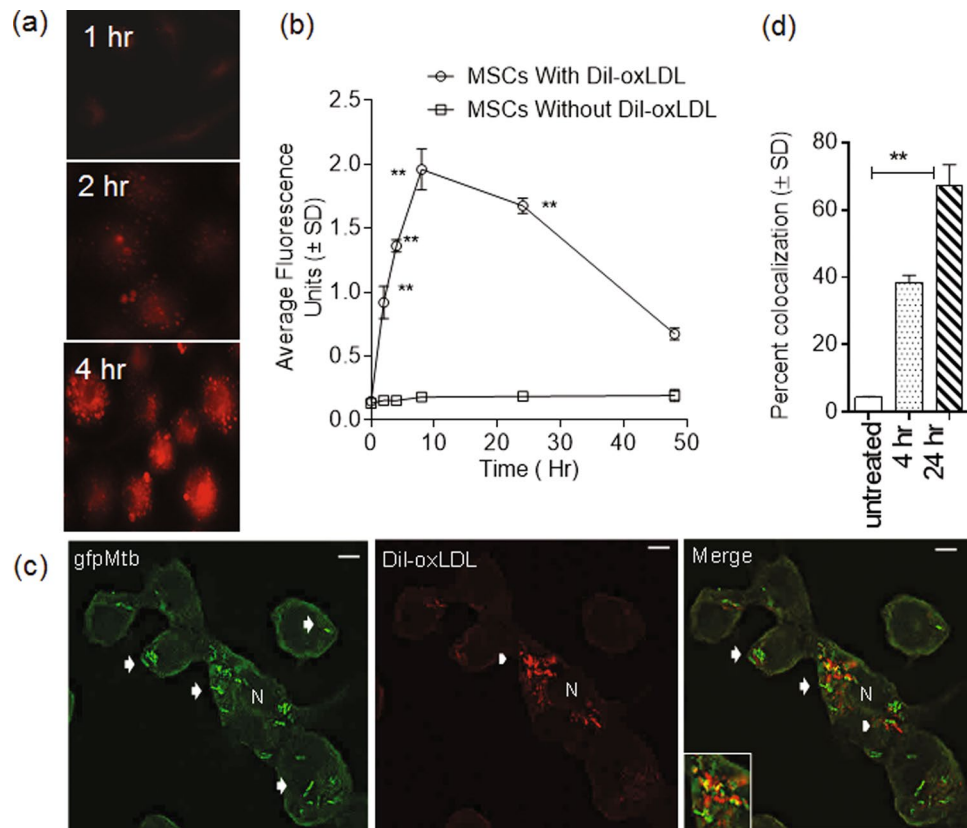 (a)
1 hr
2 hr
4 hr
(b)
MSCs With Dil-oxLDL
MSCs Without Dil-oxLDL
Average Fluorescence
Units (± SD)
2.5
2.0
1.5
1.0
0.5
0.0
**
**
**
**
0
10
20
30
40
50
Time ( Hr)
(d)
Percent colocalization (± SD)
80
60
40
20
0
**
untreated
4 hr
24 hr
(c)
gfpMtb
N
Dil-oxLDL
N
Merge
N